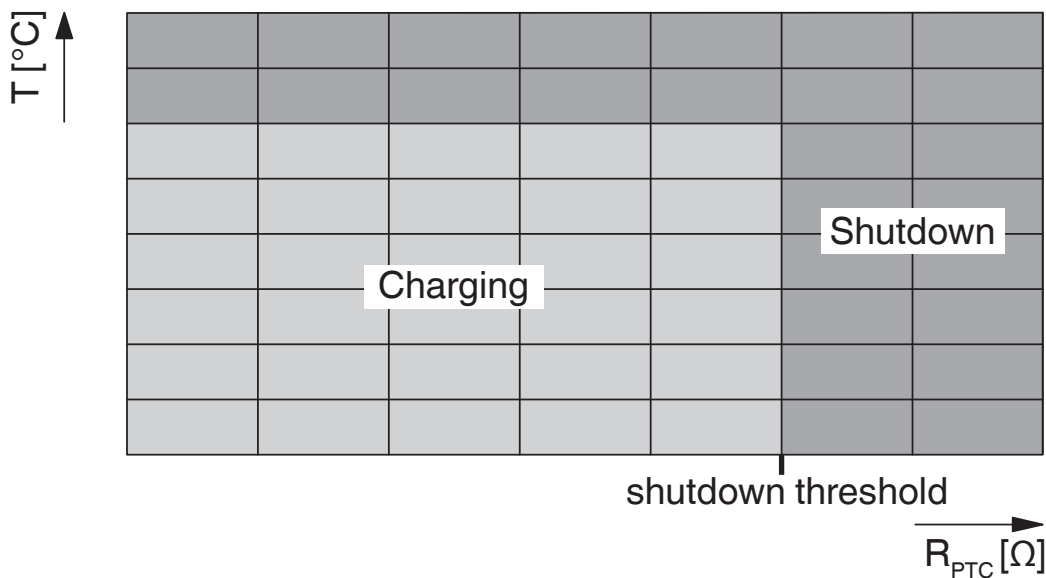 T [°C]
Shutdown
Charging
shutdown threshold
R_PTC [Ω]